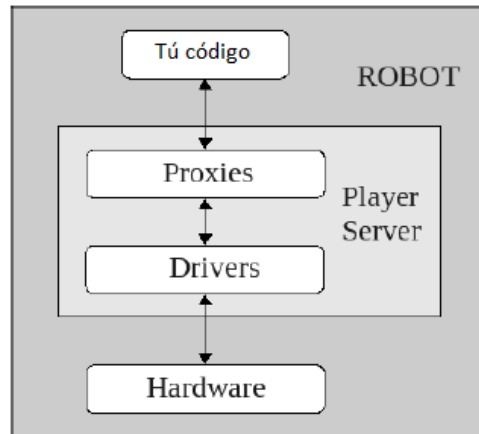 Tú código
ROBOT
Proxies
Player
Server
Drivers
Hardware